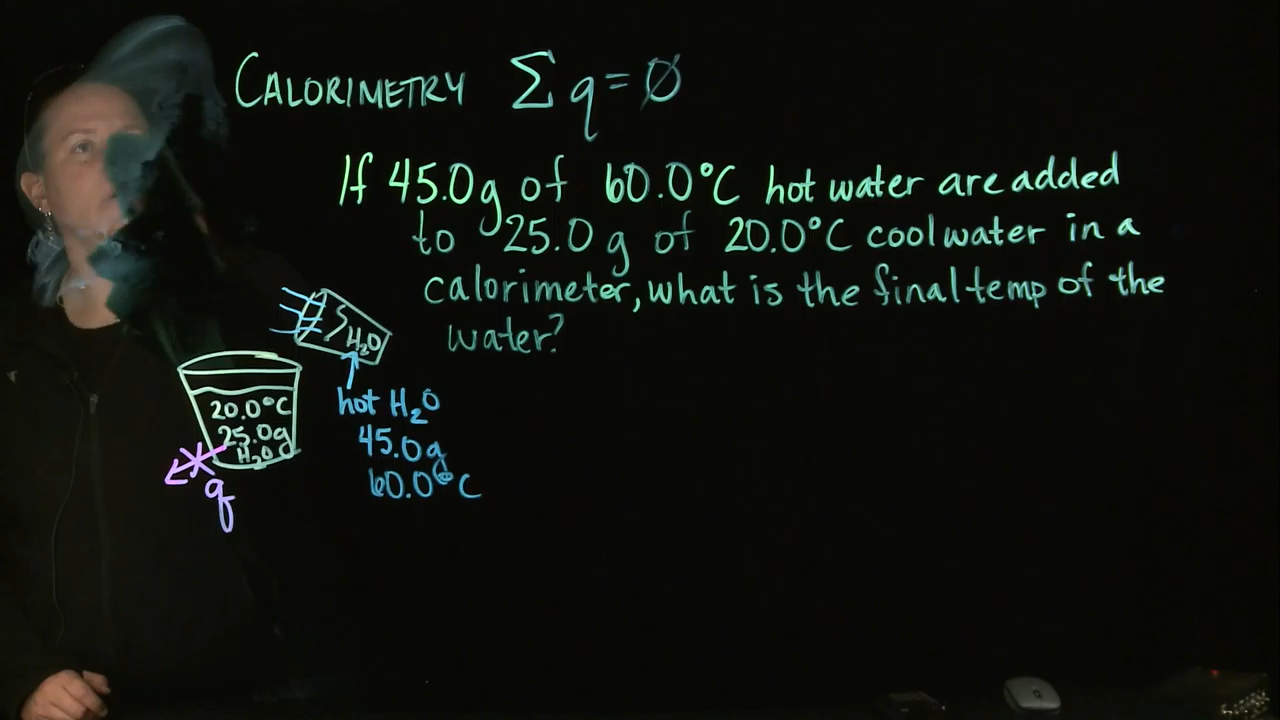 CALORIMETRY Σ q = ∅
If 45.0g of 60.0°C hot water are added
to 25.0 g of 20.0°C cool water in a
calorimeter, what is the final temp of the
water?
H₂O
20.0°C
25.0g
H₂O
q
hot H₂O
45.0g
60.0°C